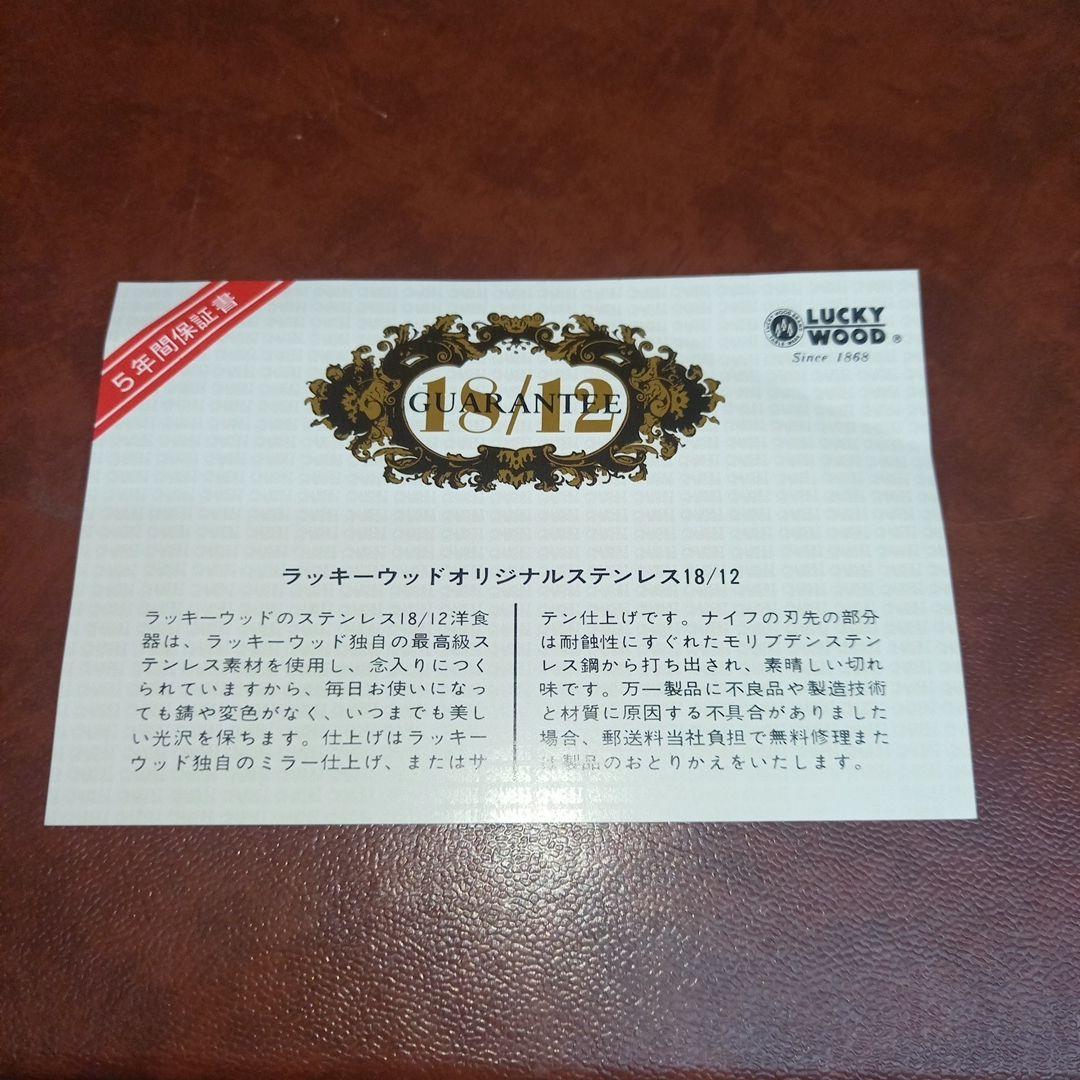 5年間保証書
18/12
GUARANTEE
LUCKY
WOOD®
Since 1868
ラッキーウッドオリジナルステンレス18/12
ラッキーウッドのステンレス18/12洋食
器は、ラッキーウッド独自の最高級ス
テンレス素材を使用し、念入りにつく
られていますから、毎日お使いになっ
ても錆や変色がなく、いつまでも美し
い光沢を保ちます。仕上げはラッキー
ウッド独自のミラー仕上げ、またはサ
テン仕上げです。ナイフの刃先の部分
は耐蝕性にすぐれたモリブデンステン
レス鋼から打ち出され、素晴しい切れ
味です。万一製品に不良品や製造技術
と材質に原因する不具合がありました
場合、郵送料当社負担で無料修理また
は製品のおとりかえをいたします。